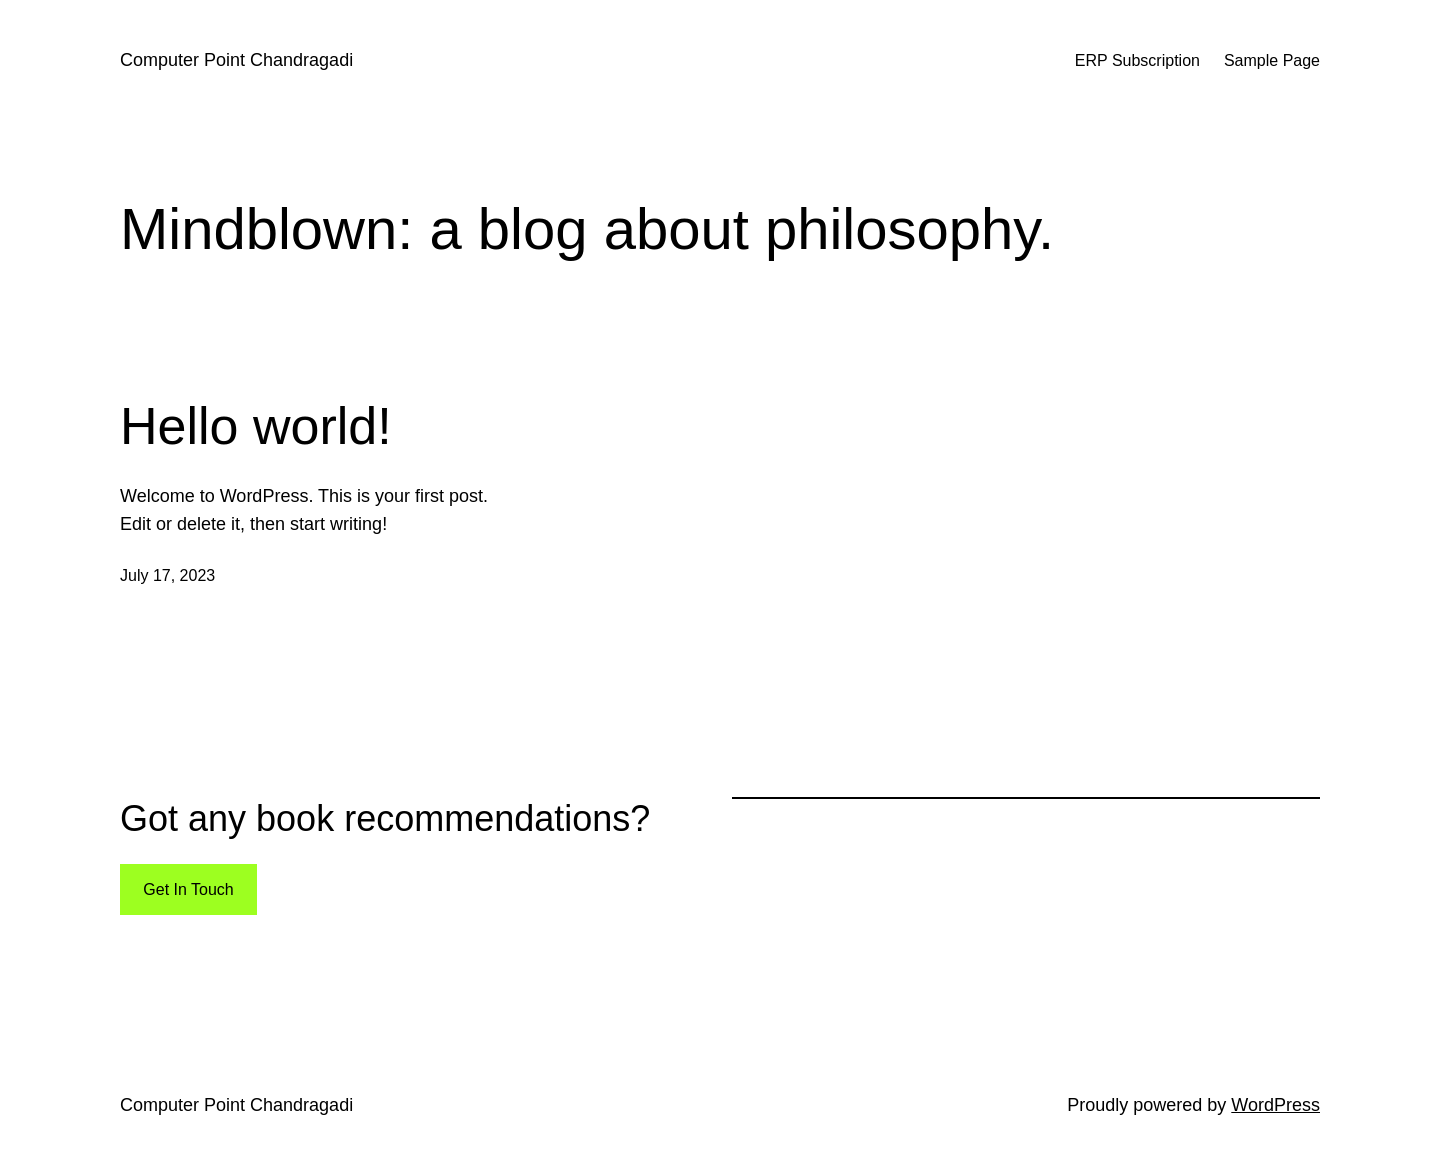 Computer Point Chandragadi
ERP Subscription
Sample Page
Mindblown: a blog about philosophy.
Hello world!
Welcome to WordPress. This is your first post.
Edit or delete it, then start writing!
July 17, 2023
Got any book recommendations?
Get In Touch
Computer Point Chandragadi
Proudly powered by WordPress